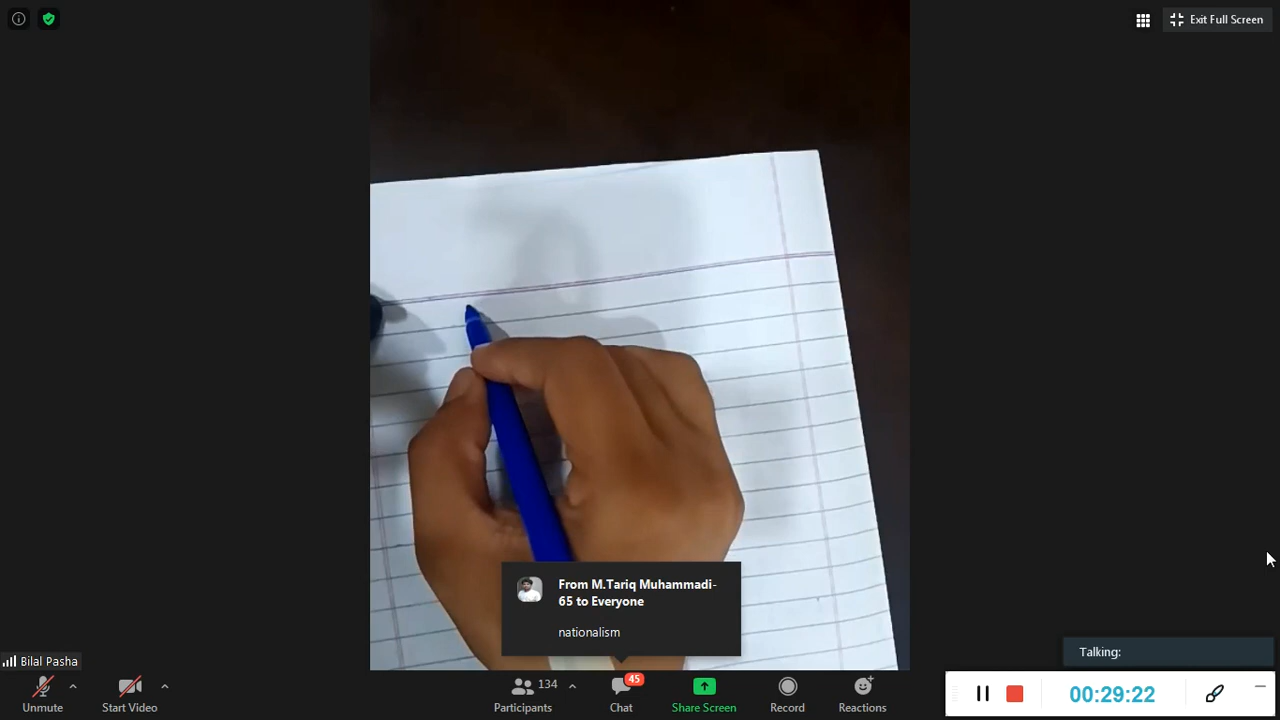 Exit Full Screen
From M.Tariq Muhammadi-
65 to Everyone
nationalism
Bilal Pasha
Talking:
Unmute
Start Video
134
Participants
45
Chat
Share Screen
Record
Reactions
00:29:22